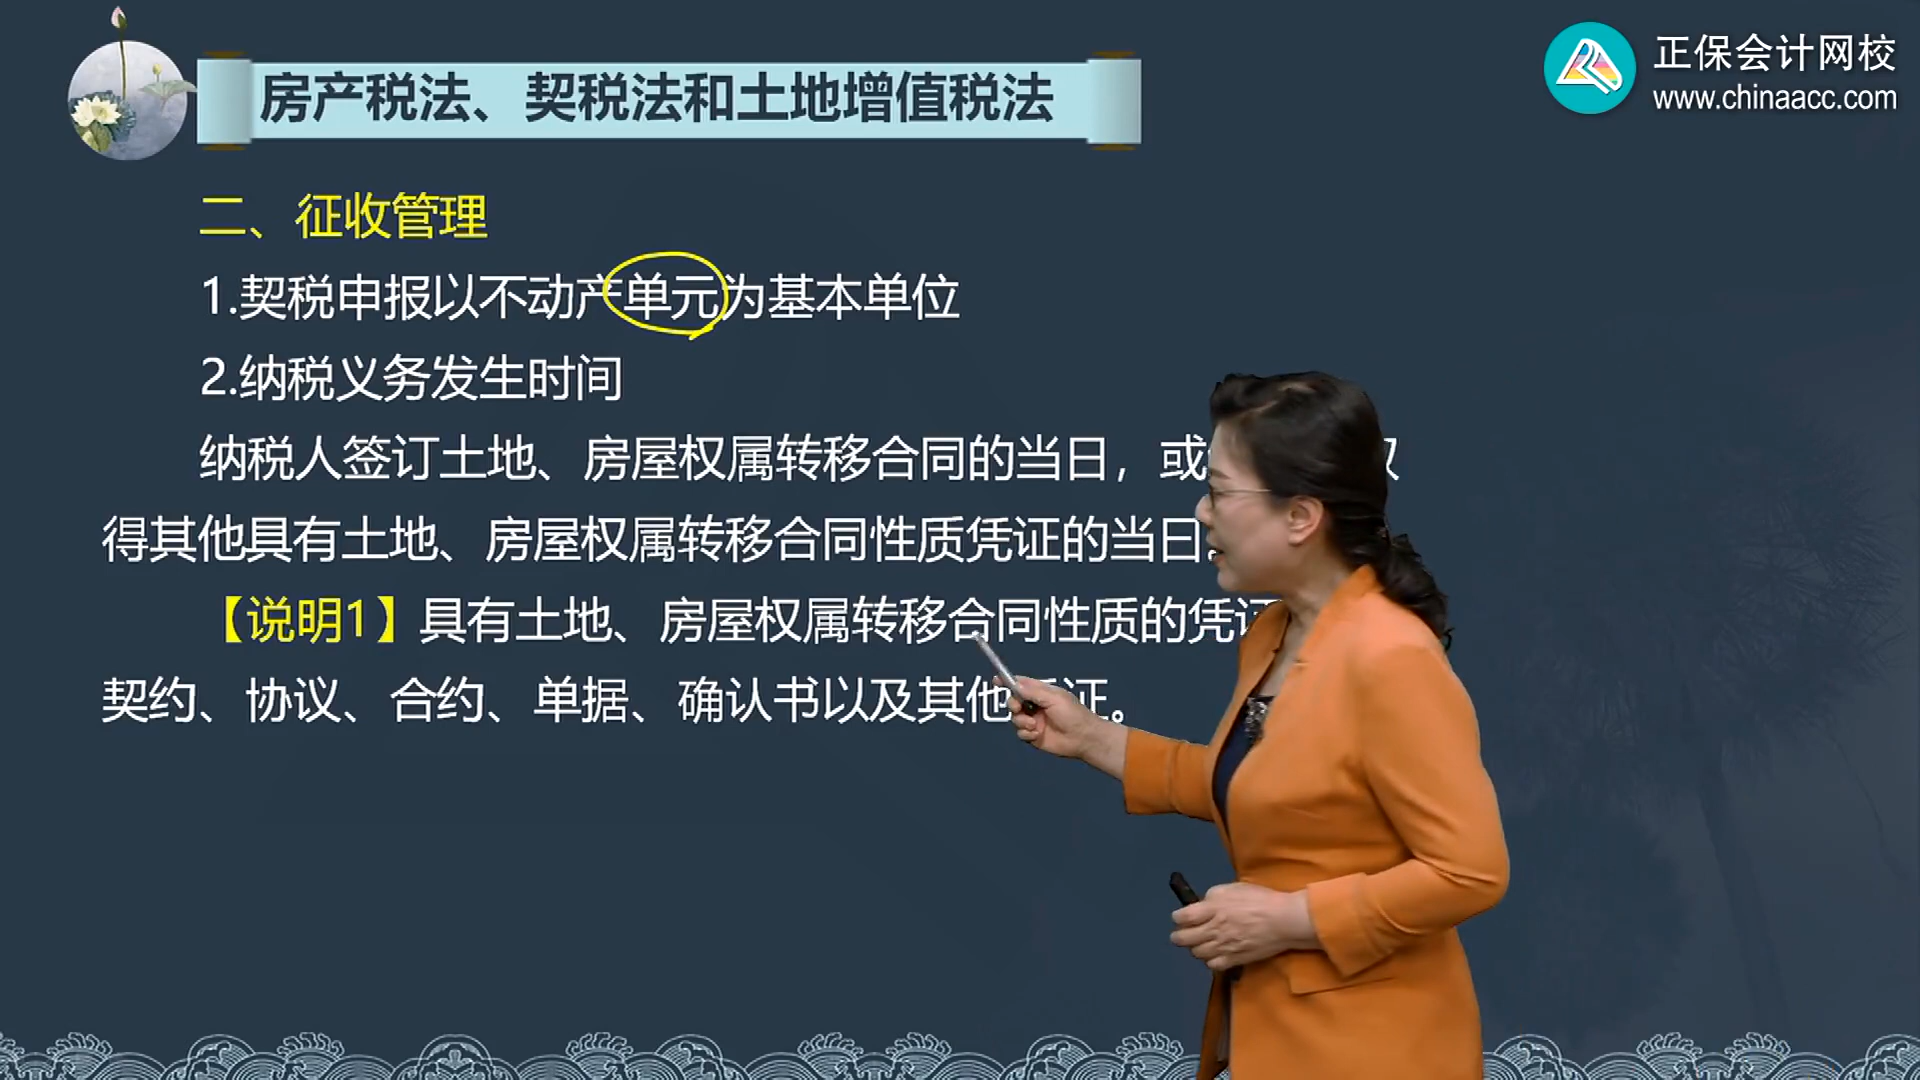 房产税法、契税法和土地增值税法
正保会计网校
www.chinaacc.com
二、征收管理
1.契税申报以不动产单元为基本单位
2.纳税义务发生时间
纳税人签订土地、房屋权属转移合同的当日，或
得其他具有土地、房屋权属转移合同性质凭证的当日。
【说明1】具有土地、房屋权属转移合同性质的凭证
契约、协议、合约、单据、确认书以及其他凭证。